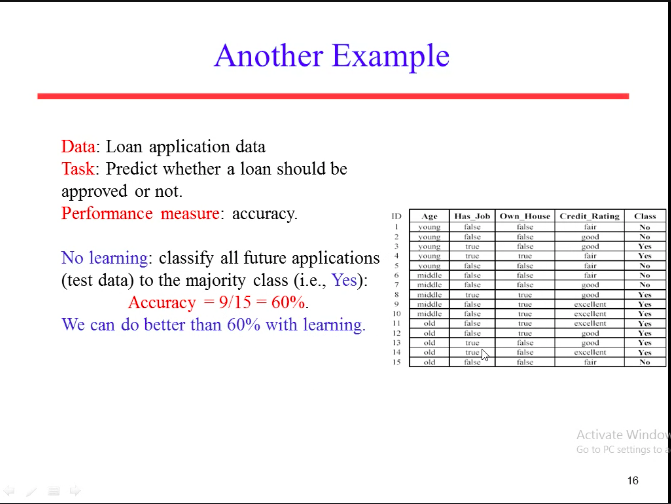 Another Example
Data: Loan application data
Task: Predict whether a loan should be
approved or not.
Performance measure: accuracy.
No learning: classify all future applications
(test data) to the majority class (i.e., Yes):
Accuracy = 9/15 = 60%.
We can do better than 60% with learning.
ID Age Has_Job Own_House Credit_Rating Class
1 young false false fair No
2 young false false good No
3 young true false good Yes
4 young true true fair Yes
5 young false false fair No
6 middle false false fair No
7 middle false false good No
8 middle true true good Yes
9 middle false true excellent Yes
10 middle false true excellent Yes
11 old false true excellent Yes
12 old false true good Yes
13 old true false good Yes
14 old true false excellent Yes
15 old false false fair No
Activate Window
Go to PC settings to a
16